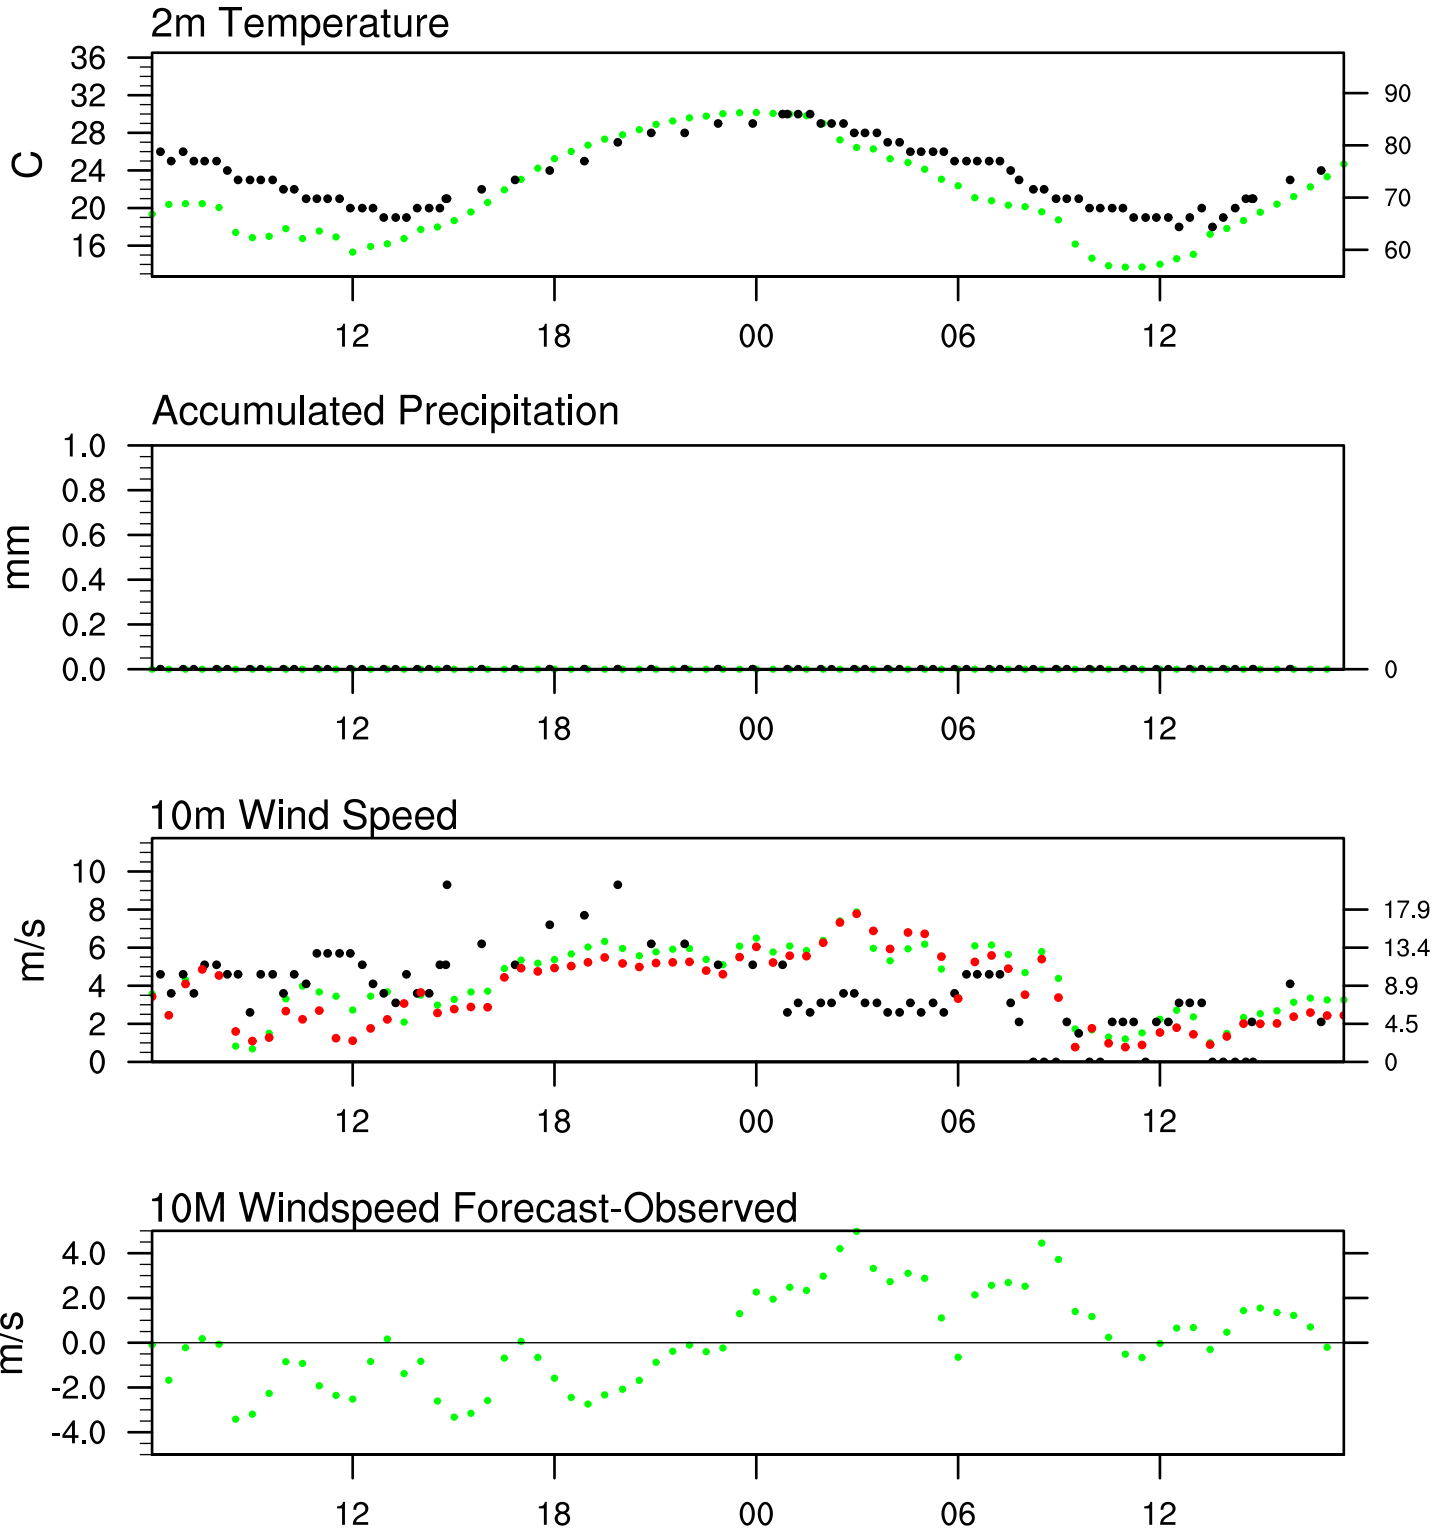 2m Temperature
36
32
28
24
20
16
C
90
80
70
60
12 18 00 06 12
Accumulated Precipitation
1.0
0.8
0.6
0.4
0.2
0.0
mm
0
12 18 00 06 12
10m Wind Speed
10
8
6
4
2
0
m/s
17.9
13.4
8.9
4.5
0
12 18 00 06 12
10M Windspeed Forecast-Observed
4.0
2.0
0.0
-2.0
-4.0
m/s
12 18 00 06 12